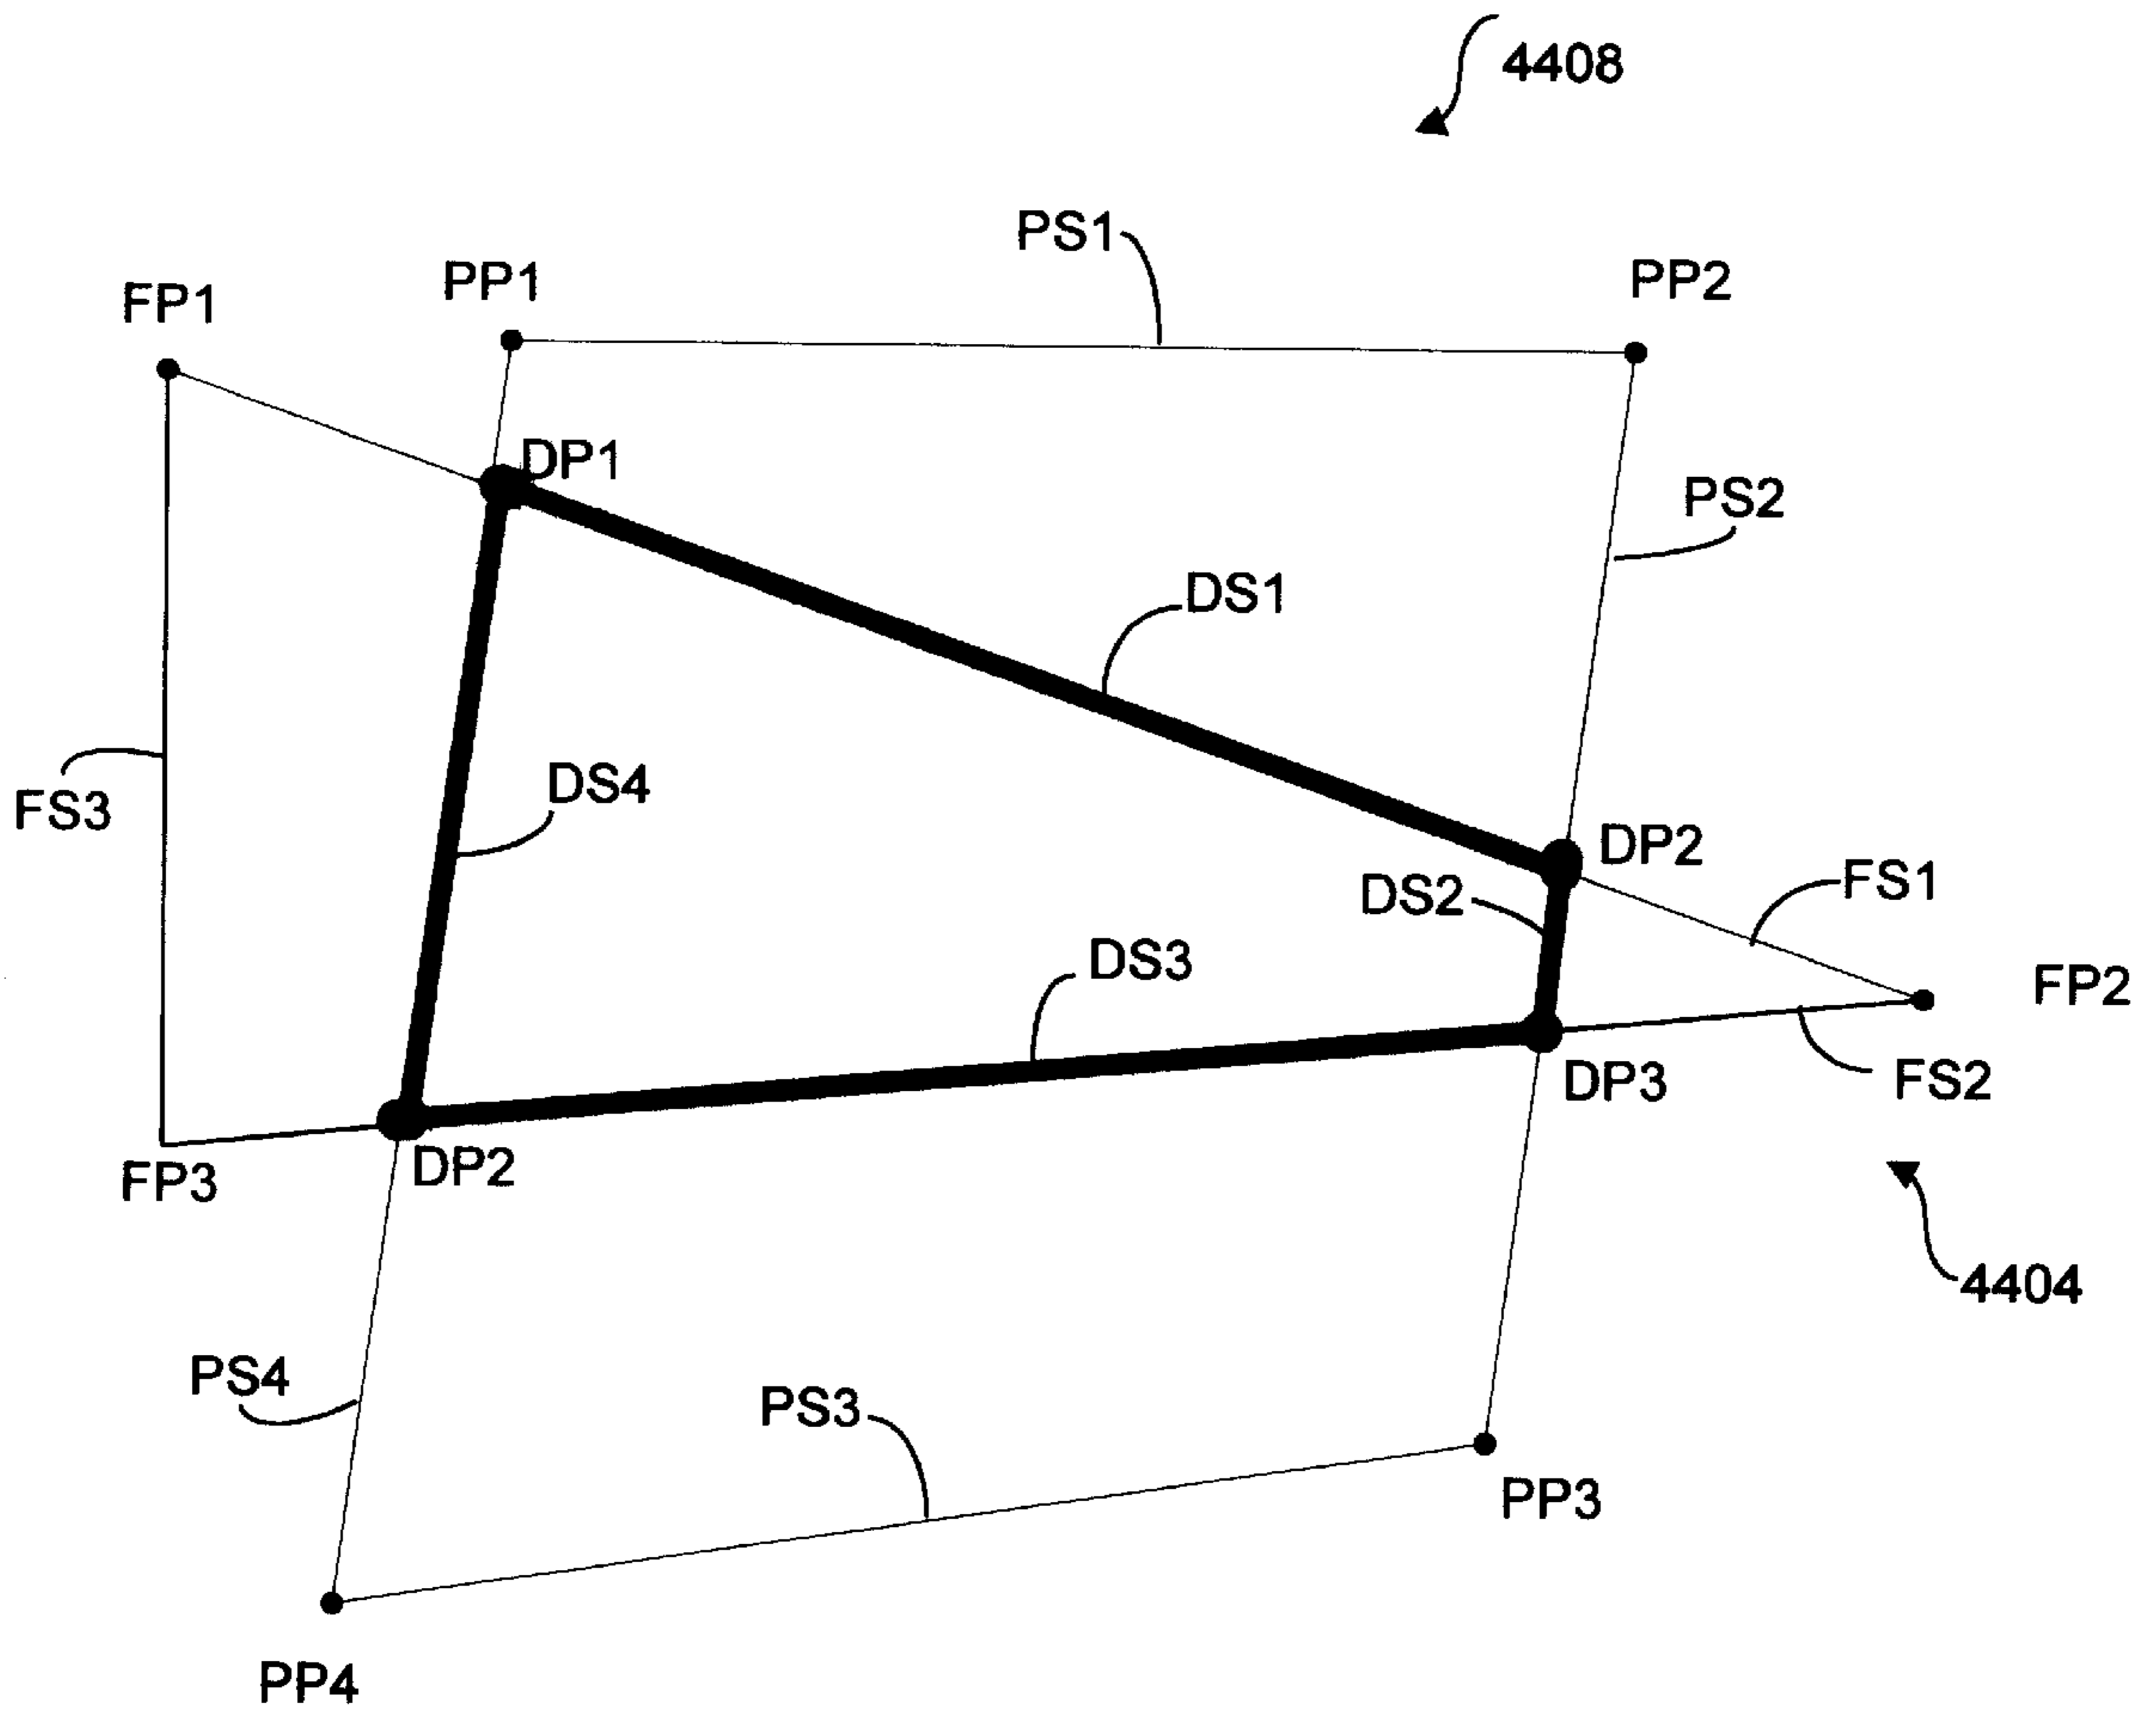 4408
PS1
PP1
PP2
FP1
DP1
PS2
DS1
DS4
FS3
DP2
FS1
DS2
DS3
FP2
DP3
FS2
DP2
FP3
4404
PS4
PS3
PP3
PP4